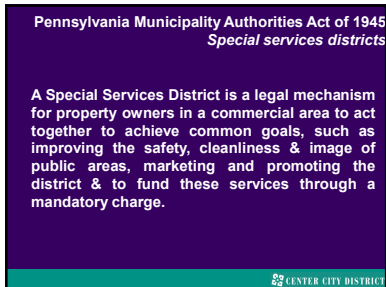 Pennsylvania Municipality Authorities Act of 1945
Special services districts
A Special Services District is a legal mechanism
for property owners in a commercial area to act
together to achieve common goals, such as
improving the safety, cleanliness & image of
public areas, marketing and promoting the
district & to fund these services through a
mandatory charge.
CENTER CITY DISTRICT